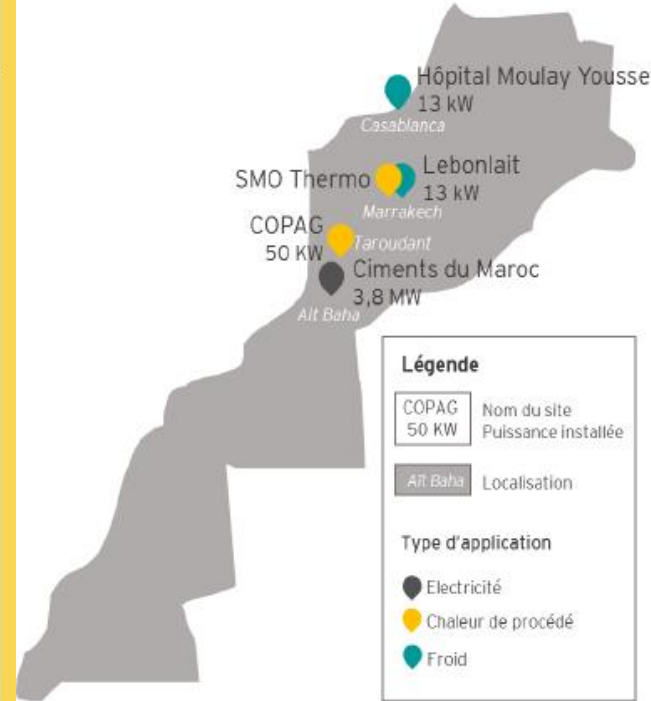 Hôpital Moulay Yousse
13 kW
Casablanca
SMO Thermo
Lebonlait
13 kW
Marrakech
COPAG
50 KW
Taroudant
Ciments du Maroc
3,8 MW
Aït Baha
Légende
COPAG
50 KW
Nom du site
Puissance installée
Aït Baha
Localisation
Type d'application
Electricité
Chaleur de procédé
Froid